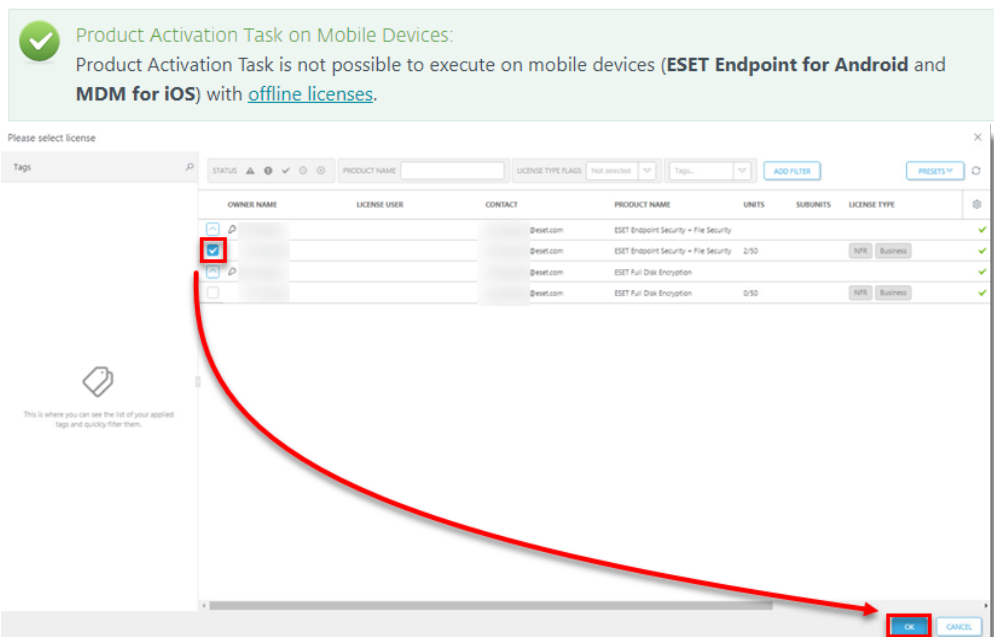 Product Activation Task on Mobile Devices:
Product Activation Task is not possible to execute on mobile devices (ESET Endpoint for Android and
MDM for iOS) with offline licenses.
Please select license
Tags
STATUS PRODUCT NAME LICENSE TYPE FLAGS Not selected Tags... ADD FILTER PRESETS
OWNER NAME LICENSE USER CONTACT PRODUCT NAME UNITS SUBUNITS LICENSE TYPE
@eset.com ESET Endpoint Security + File Security
@eset.com ESET Endpoint Security + File Security 2/50 NFR Business
@eset.com ESET Full Disk Encryption
@eset.com ESET Full Disk Encryption 0/50 NFR Business
This is where you can see the list of your applied
tags and quickly filter them.
OK CANCEL